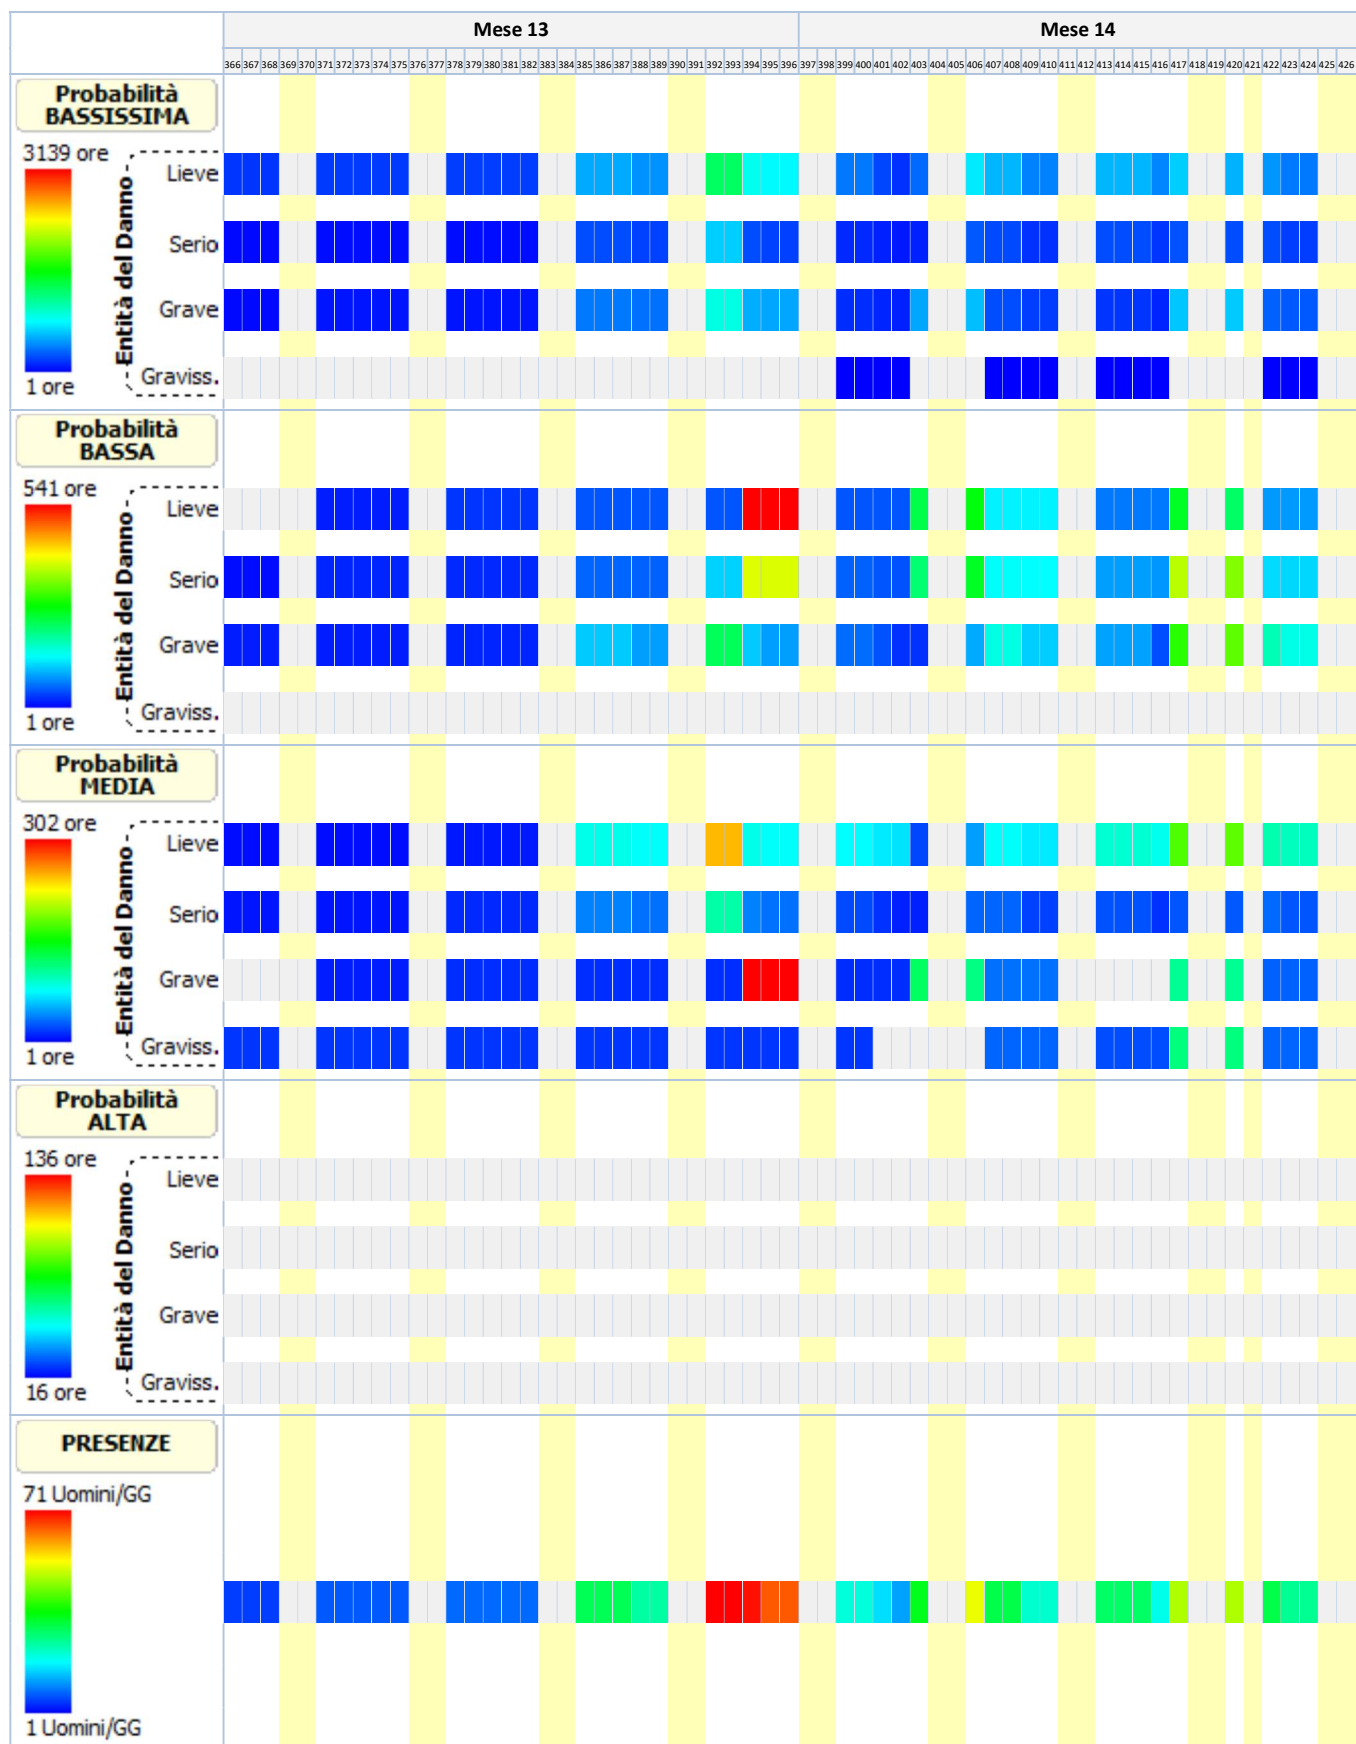 Mese 13 Mese 14
366 367 368 369 370 371 372 373 374 375 376 377 378 379 380 381 382 383 384 385 386 387 388 389 390 391 392 393 394 395 396 397 398 399 400 401 402 403 404 405 406 407 408 409 410 411 412 413 414 415 416 417 418 419 420 421 422 423 424 425 426
Probabilità
BASSISSIMA
3139 ore
Entità del Danno
Lieve
Serio
Grave
Graviss.
1 ore
Probabilità
BASSA
541 ore
Entità del Danno
Lieve
Serio
Grave
Graviss.
1 ore
Probabilità
MEDIA
302 ore
Entità del Danno
Lieve
Serio
Grave
Graviss.
1 ore
Probabilità
ALTA
136 ore
Entità del Danno
Lieve
Serio
Grave
Graviss.
16 ore
PRESENZE
71 Uomini/GG
1 Uomini/GG